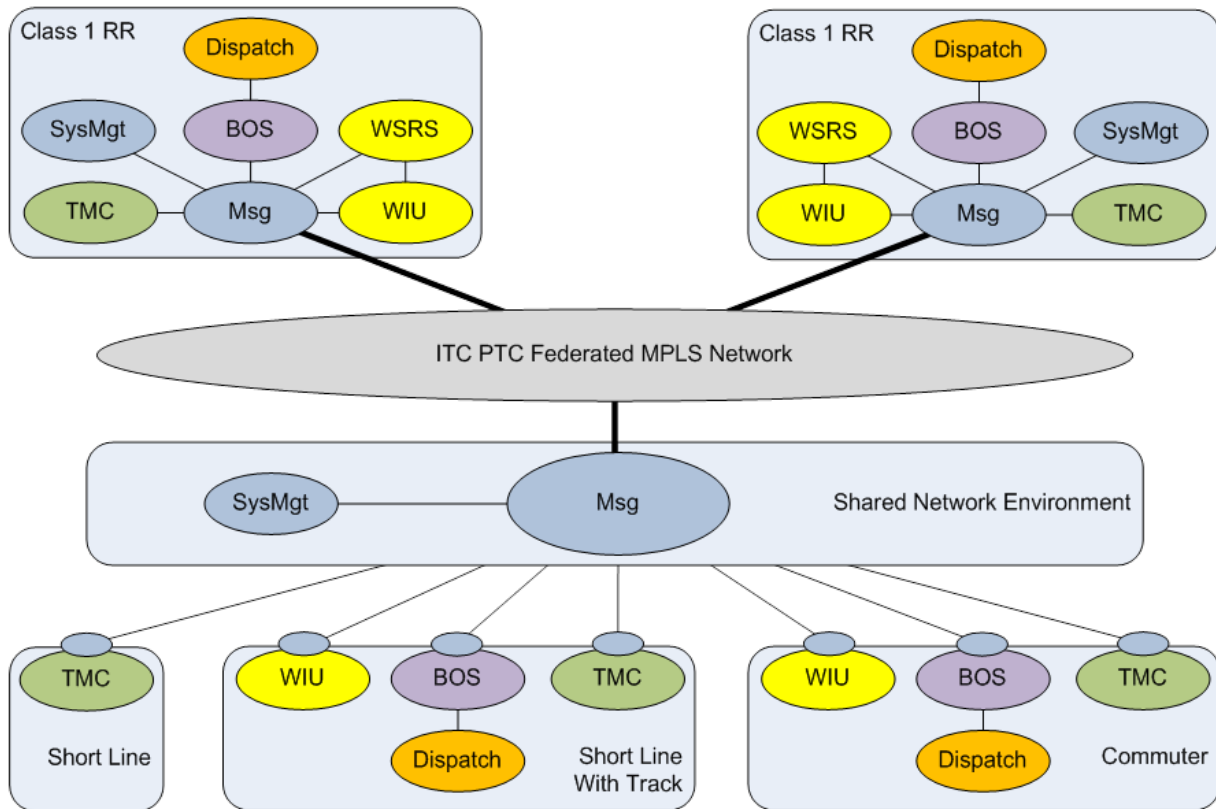 Class 1 RR
Dispatch
SysMgt
BOS
WSRS
TMC
Msg
WIU
Class 1 RR
Dispatch
WSRS
BOS
SysMgt
WIU
Msg
TMC
ITC PTC Federated MPLS Network
SysMgt
Msg
Shared Network Environment
TMC
Short Line
WIU
BOS
TMC
Dispatch
Short Line
With Track
WIU
BOS
TMC
Dispatch
Commuter